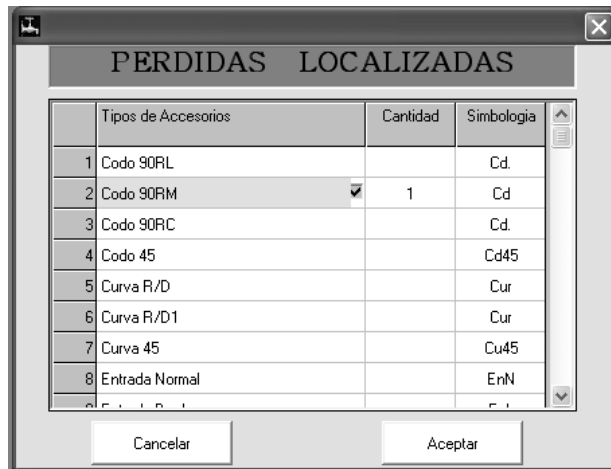 PERDIDAS LOCALIZADAS
Tipos de Accesorios Cantidad Simbologia
1 Codo 90RL Cd.
2 Codo 90RM 1 Cd
3 Codo 90RC Cd.
4 Codo 45 Cd45
5 Curva R/D Cur
6 Curva R/D1 Cur
7 Curva 45 Cu45
8 Entrada Normal EnN
Cancelar Aceptar